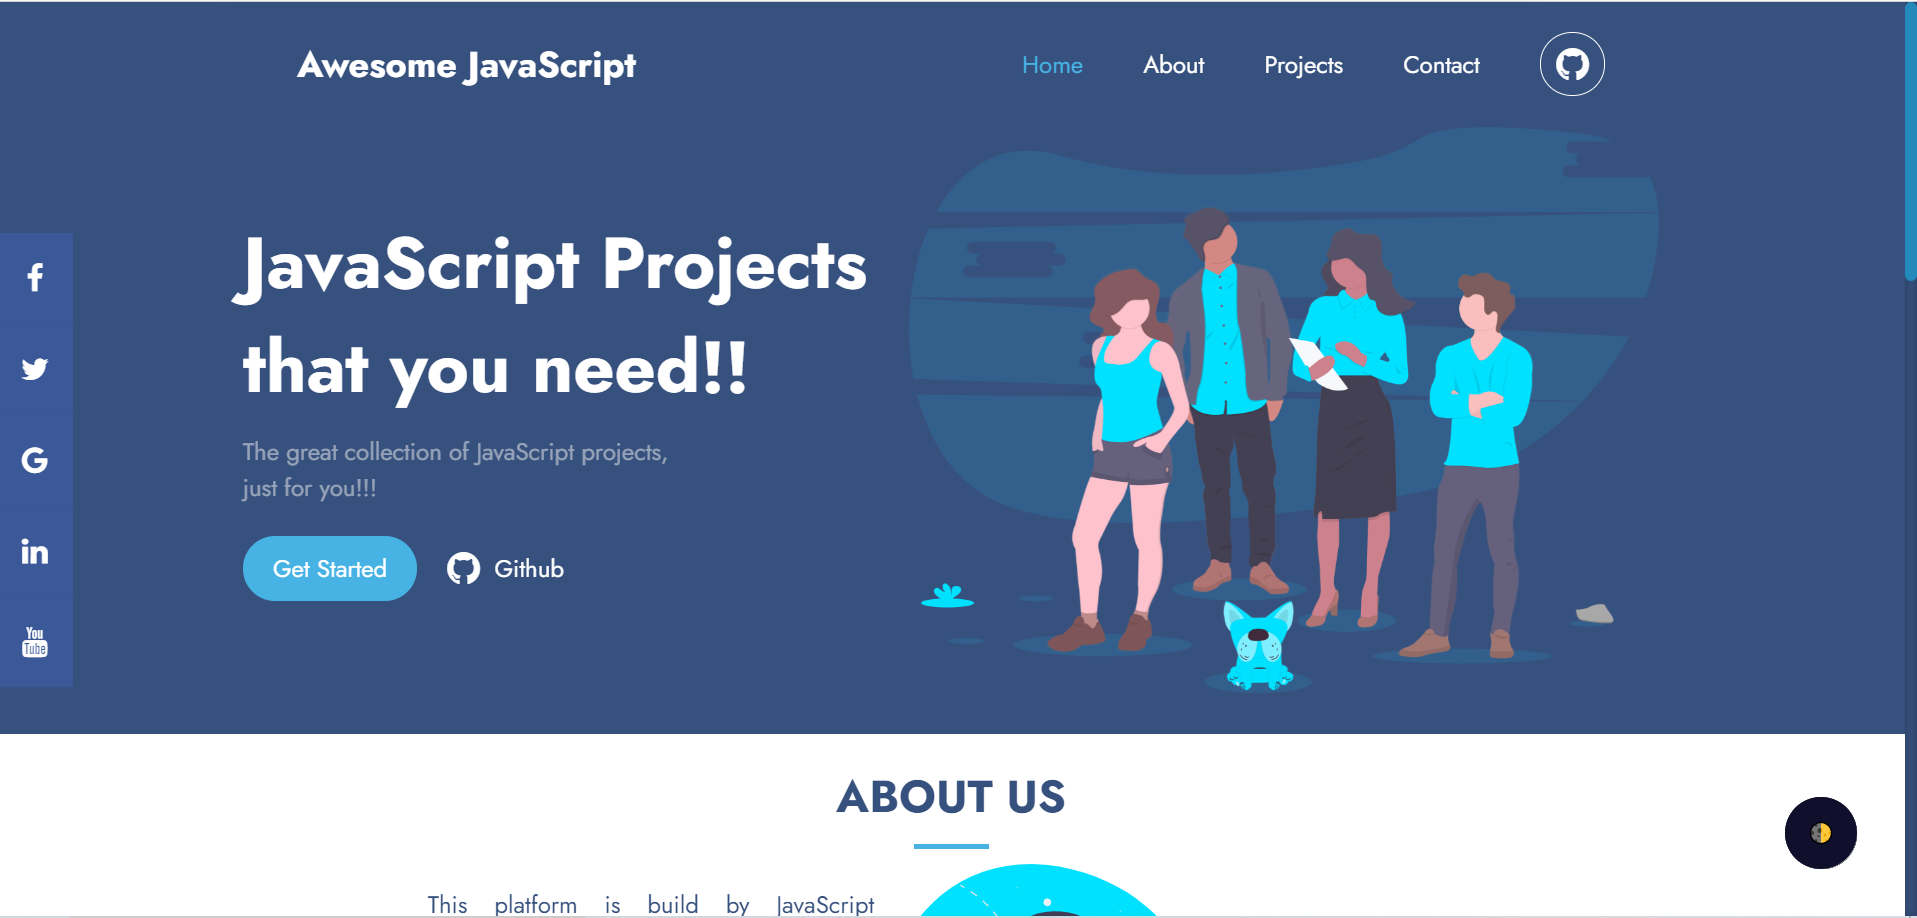 Awesome JavaScript
Home About Projects Contact
JavaScript Projects
that you need!!
The great collection of JavaScript projects,
just for you!!!
Get Started Github
You
Tube
ABOUT US
This platform is build by JavaScript